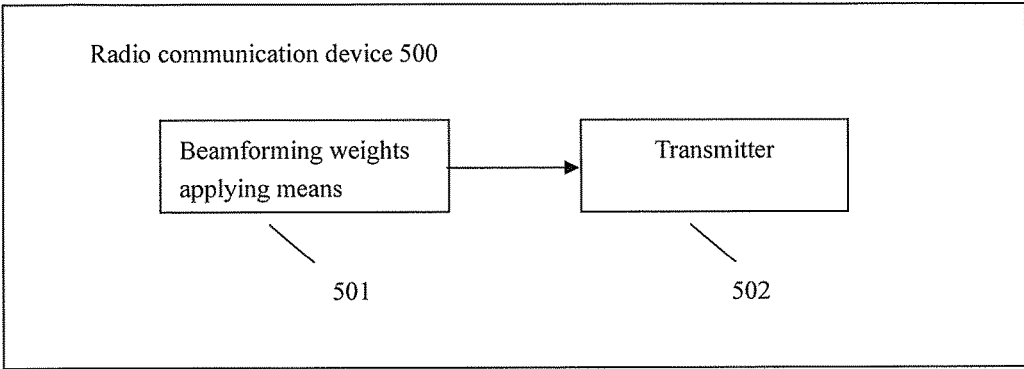 Radio communication device 500
Beamforming weights
applying means
Transmitter
501
502